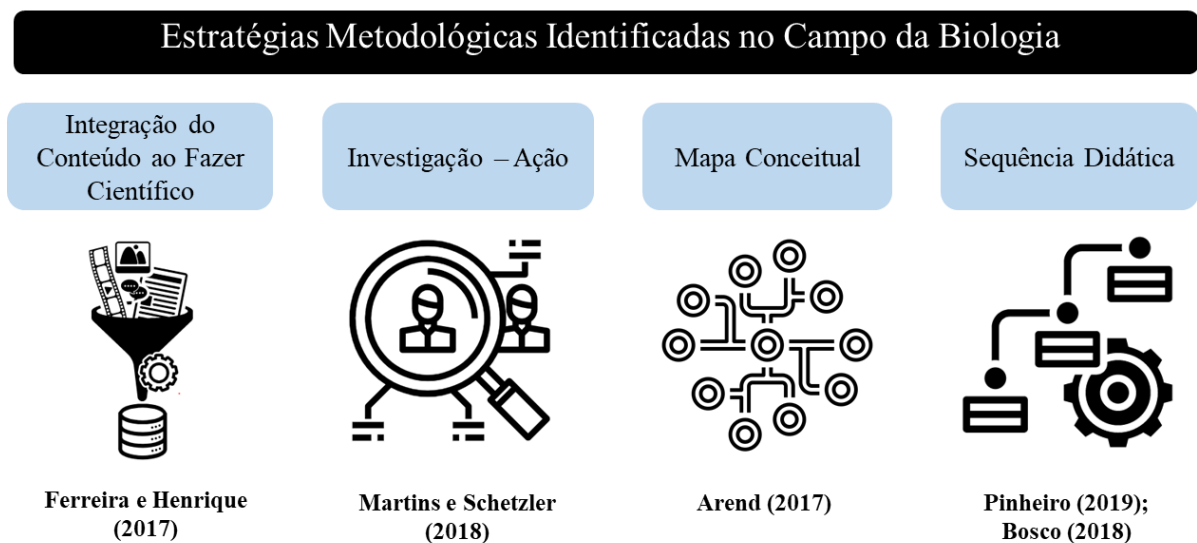 Estratégias Metodológicas Identificadas no Campo da Biologia
Integração do
Conteúdo ao Fazer
Científico
Investigação – Ação
Mapa Conceitual
Sequência Didática
Ferreira e Henrique
(2017)
Martins e Schetzler
(2018)
Arend (2017)
Pinheiro (2019);
Bosco (2018)